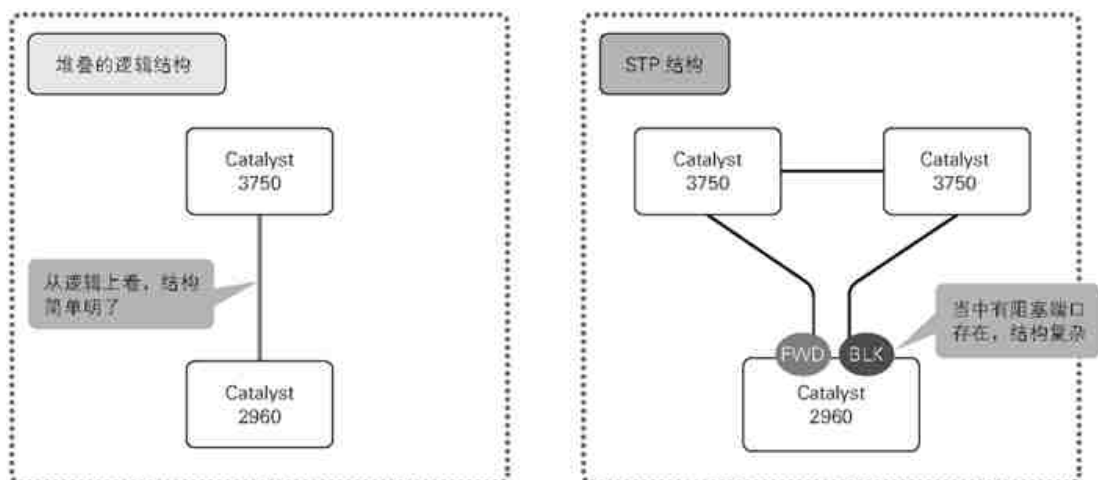 堆叠的逻辑结构
Catalyst
3750
从逻辑上看，结构
简单明了
Catalyst
2960
STP 结构
Catalyst
3750
Catalyst
3750
当中有阻塞端口
存在，结构复杂
FWD
BLK
Catalyst
2960